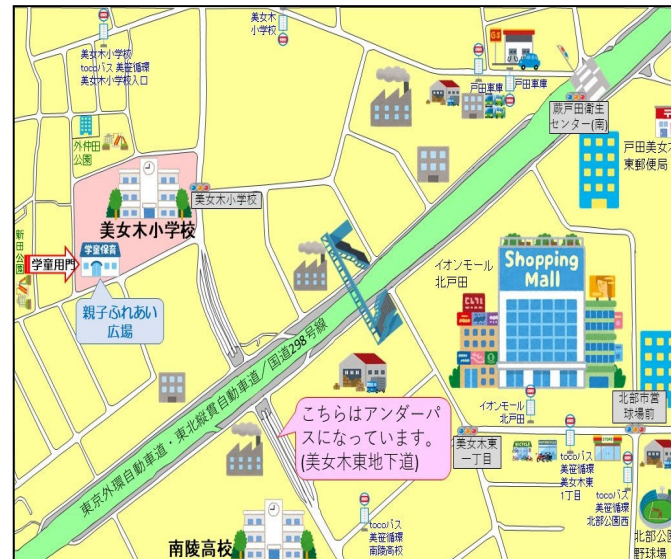 美女木小学校
tocoバス 美笹循環
美女木小学校入口
美女木
小学校
GS
戸田車庫
戸田車庫
蕨戸田衛生
センター(南)
戸田美女木
東郵便局
外仲田
公園
美女木小学校
美女木小学校
新田
公園
学童用門
学童保育
親子ふれあい
広場
イオンモール
北戸田
Shopping
Mall
東京外環自動車道・東北縦貫自動車道／国道298号線
こちらはアンダーパ
スになっています。
(美女木東地下道)
イオンモール
北戸田
美女木東
一丁目
北部市営
球場前
BICYCLE
STORE
tocoバス
美笹循環
美女木東
1丁目
tocoバス
美笹循環
北部公園西
tocoバス
美笹循環
南陵高校
南陵高校
北部公園
野球場